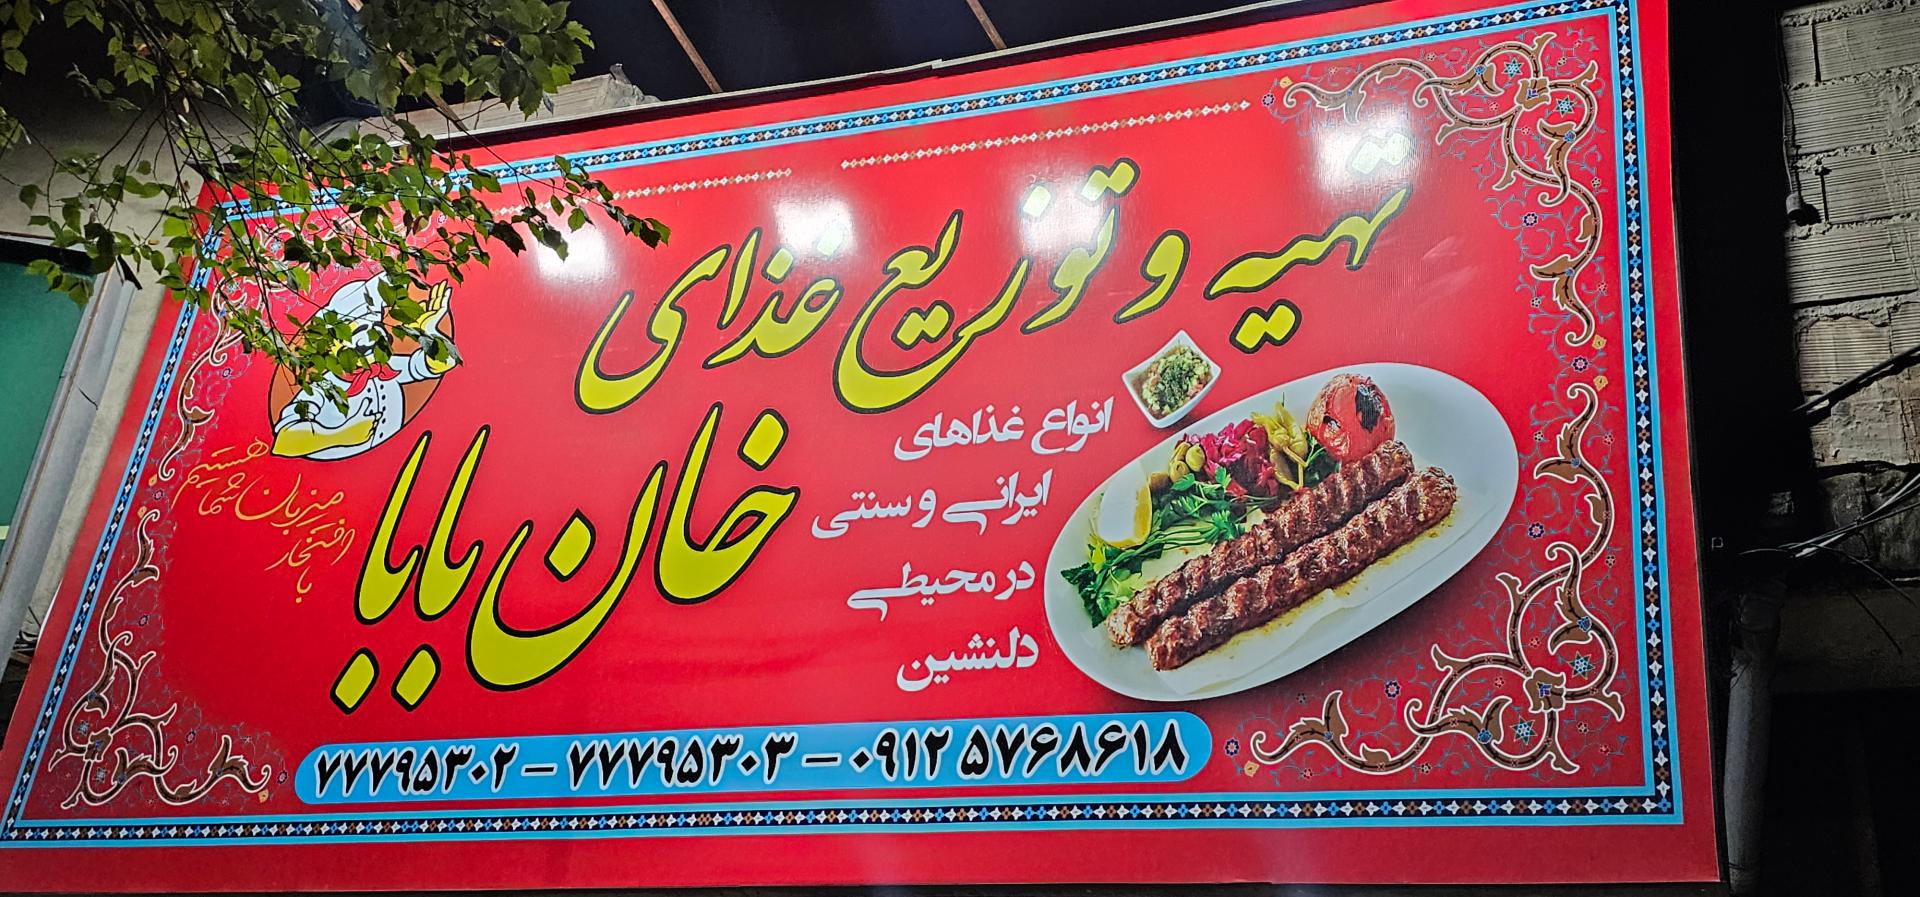 تهیه و توزیع غذای
خان بابا
انواع غذاهای
ایرانی و سنتی
در محیطی
دلنشین
با
افتخار
میزبان شما
هستیم
۷۷۷۹۵۳۰۲ – ۷۷۷۹۵۳۰۳ – ۰۹۱۲ ۵۷۶۸۶۱۸